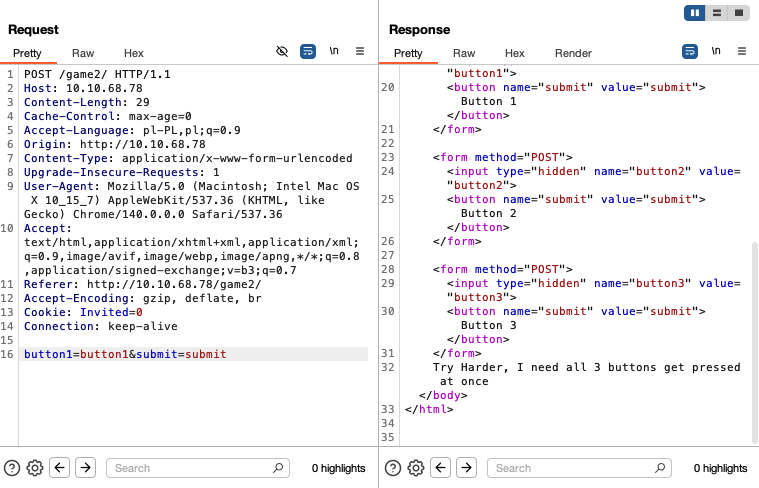 Request
Pretty Raw Hex \n
1 POST /game2/ HTTP/1.1
2 Host: 10.10.68.78
3 Content-Length: 29
4 Cache-Control: max-age=0
5 Accept-Language: pl-PL,pl;q=0.9
6 Origin: http://10.10.68.78
7 Content-Type: application/x-www-form-urlencoded
8 Upgrade-Insecure-Requests: 1
9 User-Agent: Mozilla/5.0 (Macintosh; Intel Mac OS
X 10_15_7) AppleWebKit/537.36 (KHTML, like
Gecko) Chrome/140.0.0.0 Safari/537.36
10 Accept:
text/html,application/xhtml+xml,application/xml;
q=0.9,image/avif,image/webp,image/apng,*/*;q=0.8
,application/signed-exchange;v=b3;q=0.7
11 Referer: http://10.10.68.78/game2/
12 Accept-Encoding: gzip, deflate, br
13 Cookie: Invited=0
14 Connection: keep-alive
15
16 button1=button1&submit=submit
Search 0 highlights
Response
Pretty Raw Hex Render \n
"button1">
20 <button name="submit" value="submit">
Button 1
</button>
21 </form>
22
23 <form method="POST">
24 <input type="hidden" name="button2" value=
"button2">
25 <button name="submit" value="submit">
Button 2
</button>
26 </form>
27
28 <form method="POST">
29 <input type="hidden" name="button3" value=
"button3">
30 <button name="submit" value="submit">
Button 3
</button>
31 </form>
32 Try Harder, I need all 3 buttons get pressed
at once
</body>
33 </html>
34
35
Search 0 highlights